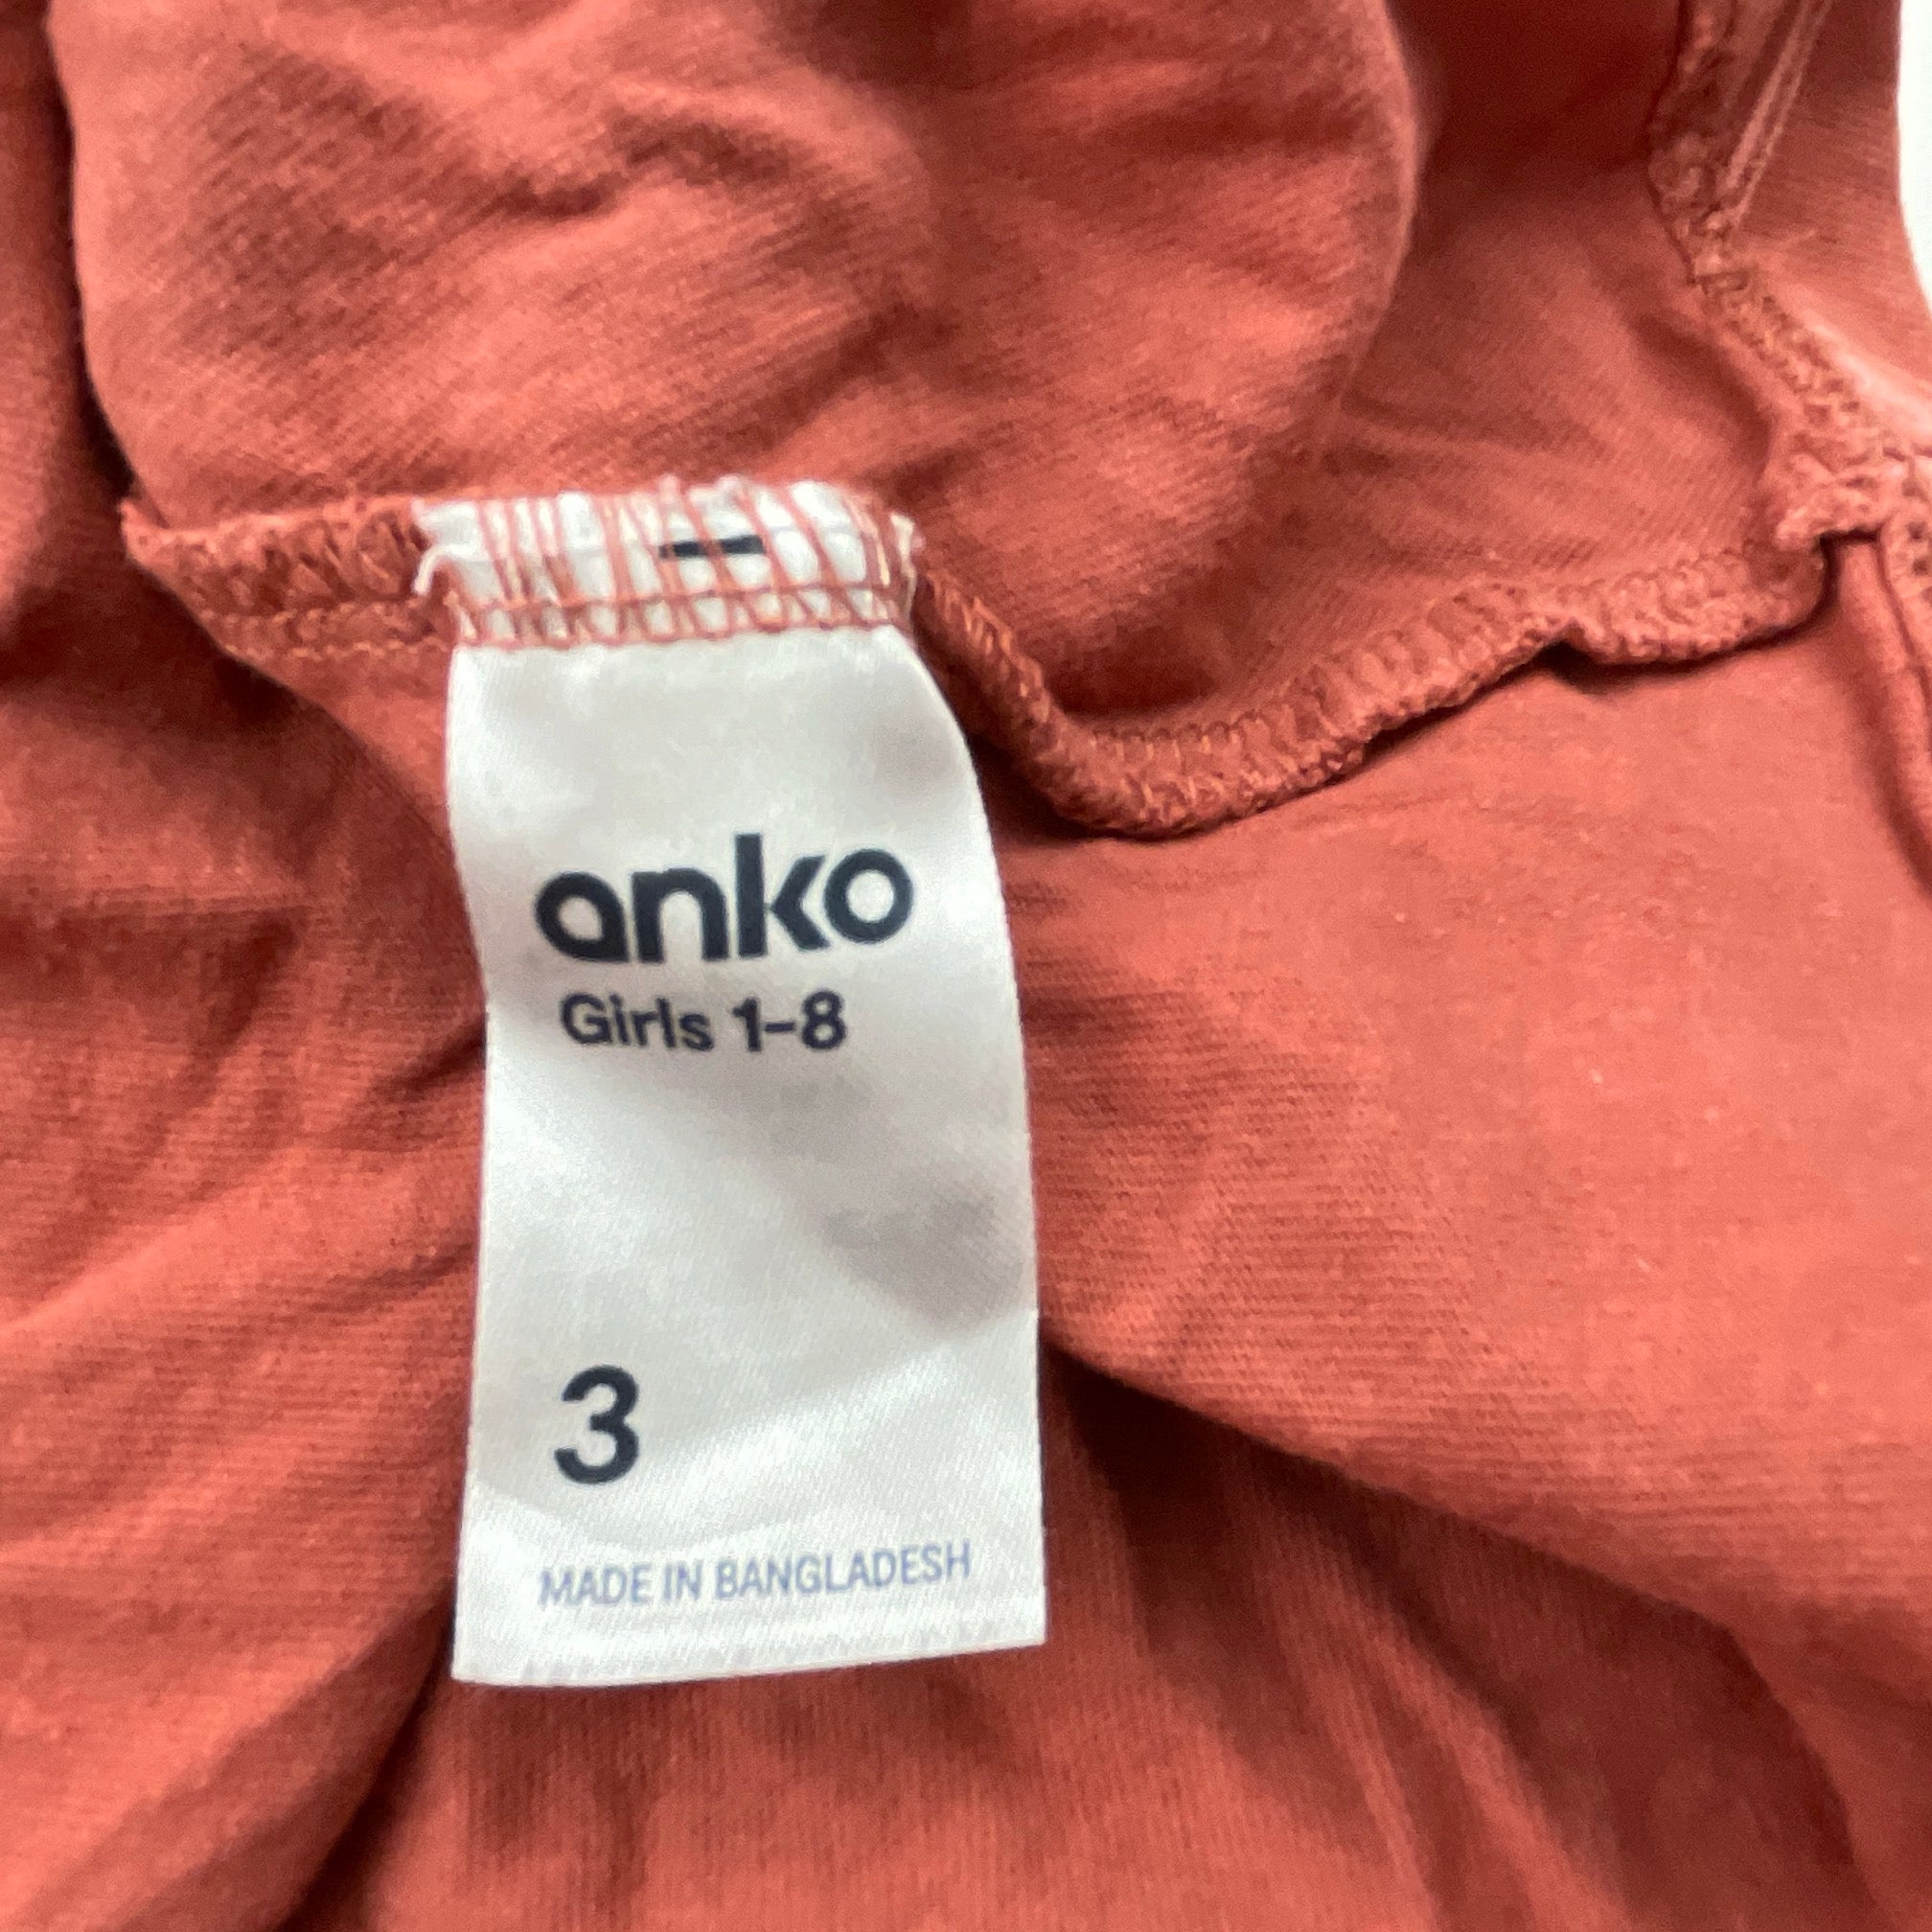 anko
Girls 1-8
3
MADE IN BANGLADESH